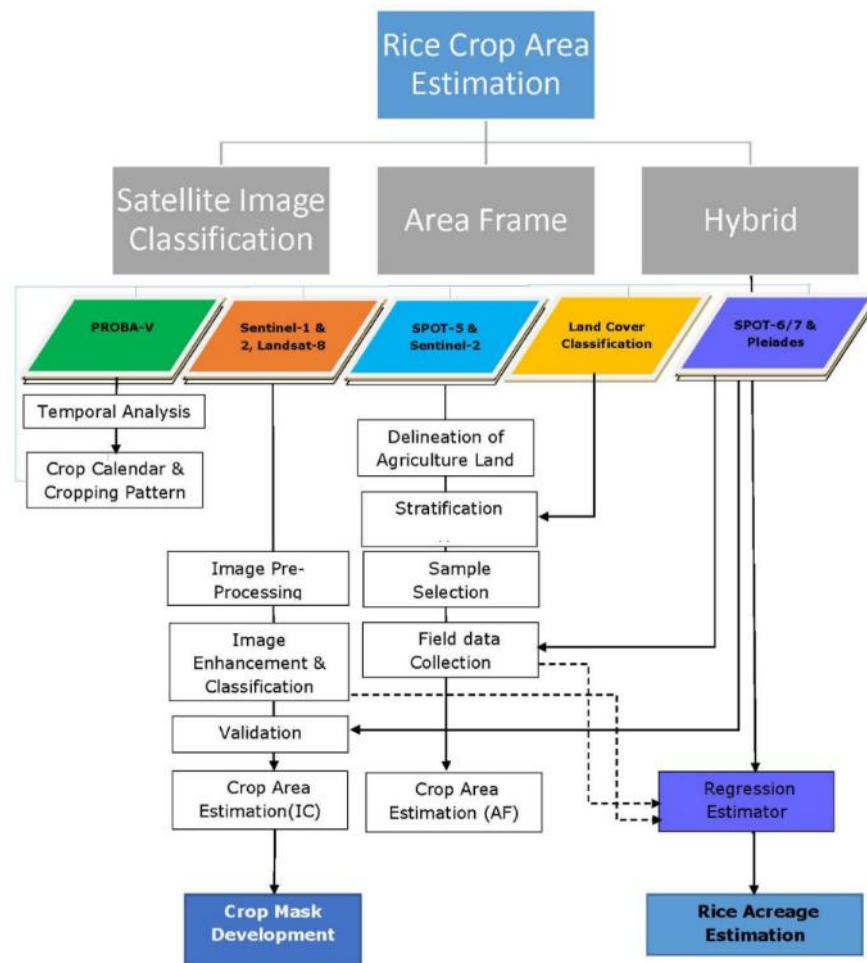 Rice Crop Area
Estimation
Satellite Image
Classification
Area Frame
Hybrid
PROBA-V
Sentinel-1 &
2, Landsat-8
SPOT-5 &
Sentinel-2
Land Cover
Classification
SPOT-6/7 &
Pleiades
Temporal Analysis
Crop Calendar &
Cropping Pattern
Delineation of
Agriculture Land
Stratification
..
Image Pre-
Processing
Sample
Selection
Image
Enhancement &
Classification
Field data
Collection
Validation
Crop Area
Estimation(IC)
Crop Area
Estimation (AF)
Regression
Estimator
Crop Mask
Development
Rice Acreage
Estimation